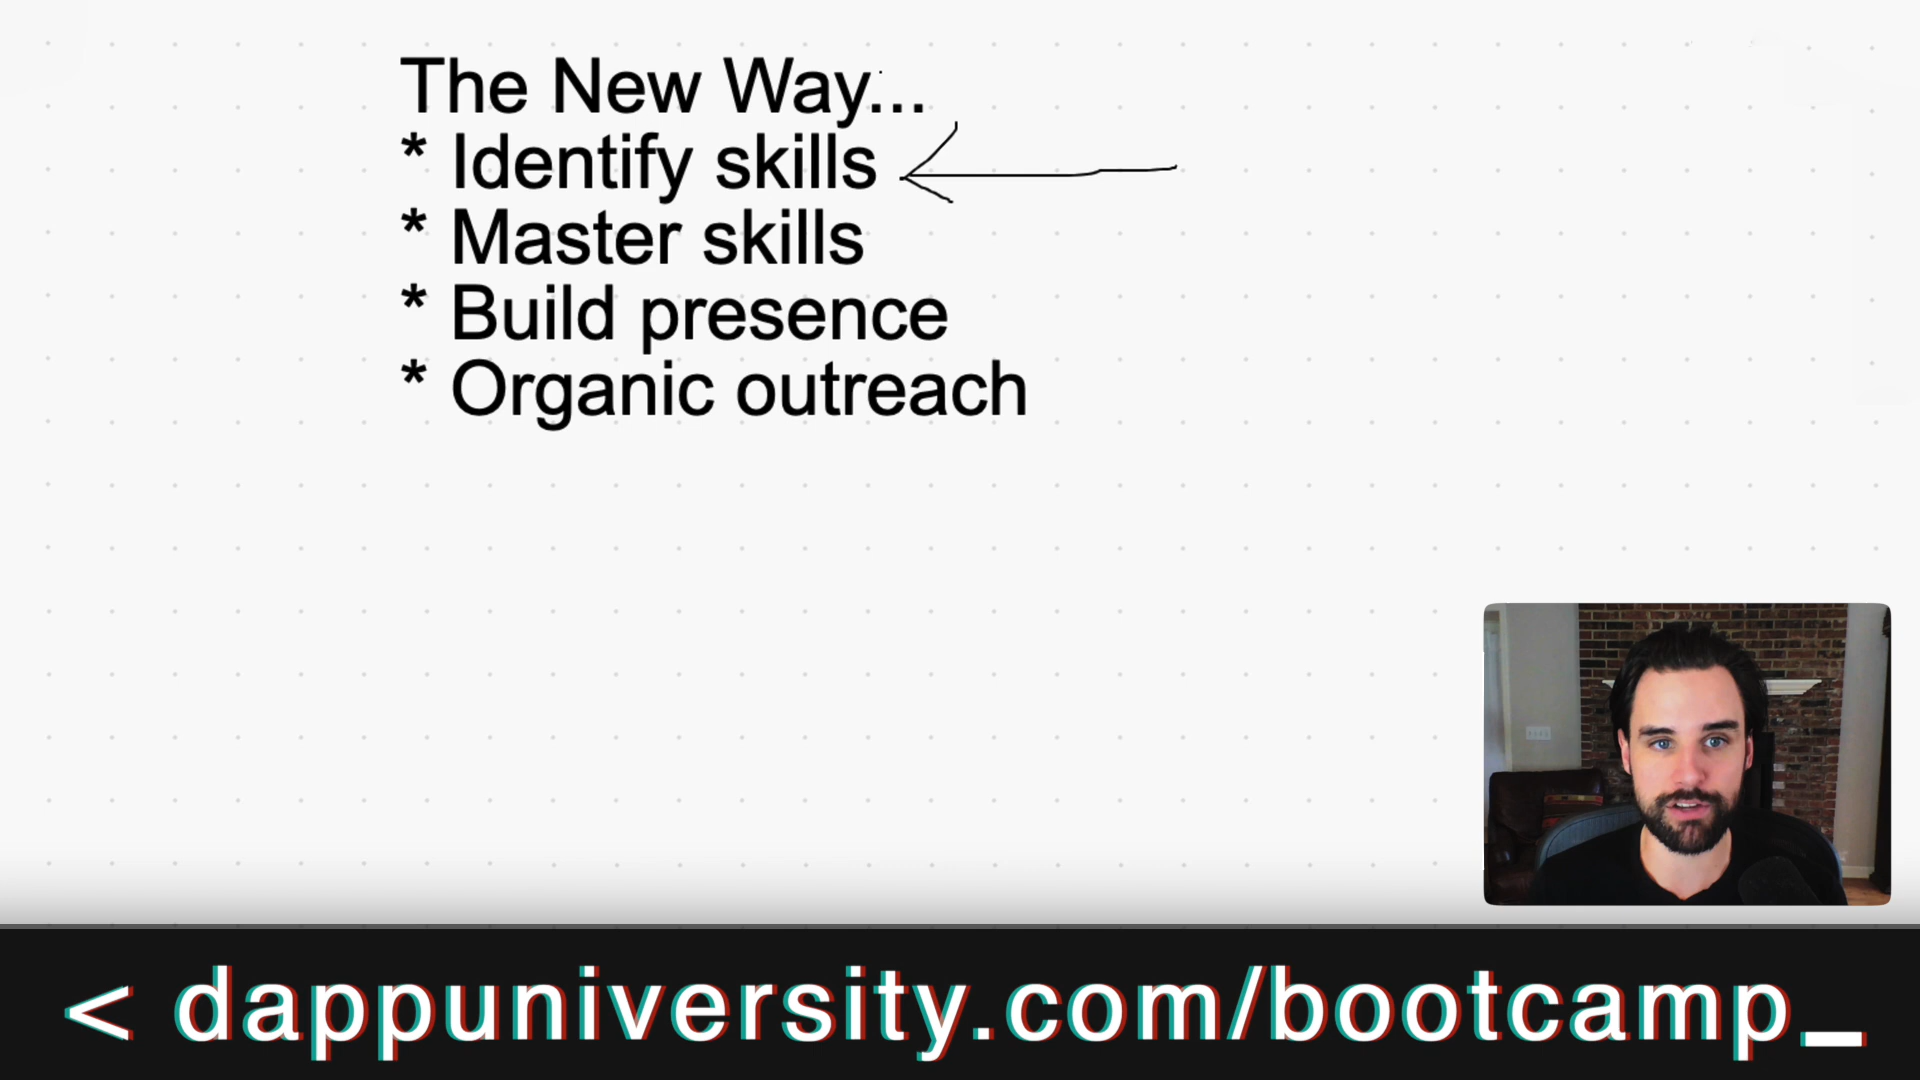 The New Way...
* Identify skills
* Master skills
* Build presence
* Organic outreach
< dappuniversity.com/bootcamp_